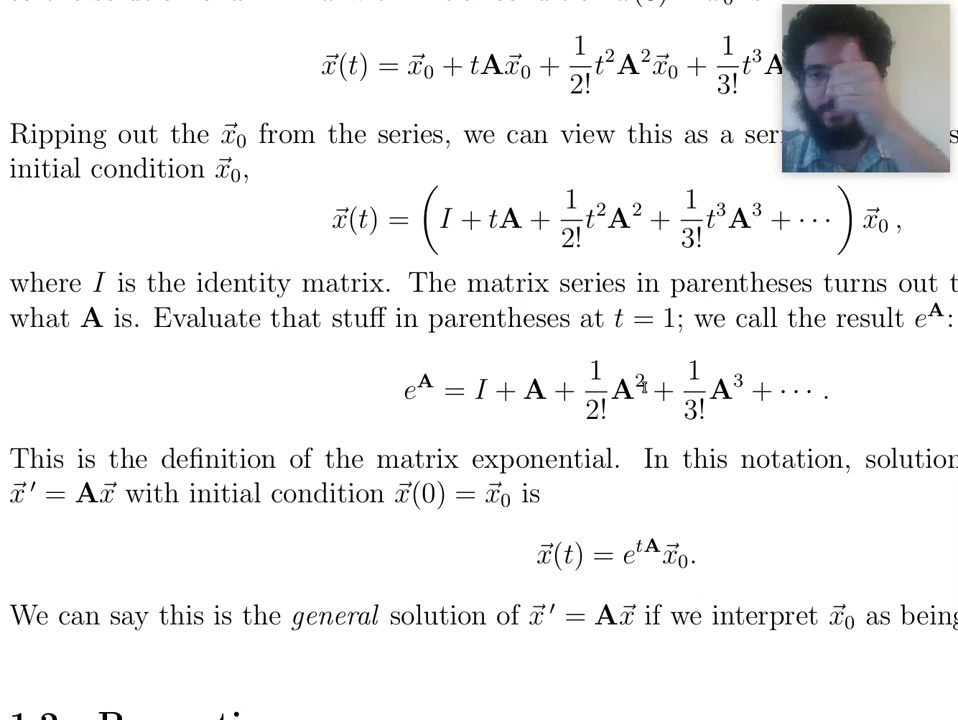 x⃗(t) = x⃗₀ + tAx⃗₀ + 1/2! t²A²x⃗₀ + 1/3! t³A
Ripping out the x⃗₀ from the series, we can view this as a
initial condition x⃗₀,
x⃗(t) = (I + tA + 1/2! t²A² + 1/3! t³A³ + ⋯) x⃗₀ ,
where I is the identity matrix. The matrix series in parentheses turns out
what A is. Evaluate that stuff in parentheses at t = 1; we call the result e^A:
e^A = I + A + 1/2! A² + 1/3! A³ + ⋯ .
This is the definition of the matrix exponential. In this notation, solution
x⃗′ = Ax⃗ with initial condition x⃗(0) = x⃗₀ is
x⃗(t) = e^{tA}x⃗₀.
We can say this is the general solution of x⃗′ = Ax⃗ if we interpret x⃗₀ as being